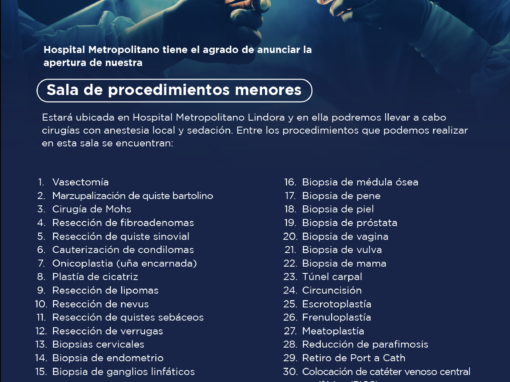 Hospital Metropolitano tiene el agrado de anunciar la
apertura de nuestra
Sala de procedimientos menores
Estará ubicada en Hospital Metropolitano Lindora y en ella podremos llevar a cabo
cirugías con anestesia local y sedación. Entre los procedimientos que podemos realizar
en esta sala se encuentran:
1. Vasectomía
2. Marzupalización de quiste bartolino
3. Cirugía de Mohs
4. Resección de fibroadenomas
5. Resección de quiste sinovial
6. Cauterización de condilomas
7. Onicoplastia (uña encarnada)
8. Plastía de cicatriz
9. Resección de lipomas
10. Resección de nevus
11. Resección de quistes sebáceos
12. Resección de verrugas
13. Biopsias cervicales
14. Biopsia de endometrio
15. Biopsia de ganglios linfáticos
16. Biopsia de médula ósea
17. Biopsia de pene
18. Biopsia de piel
19. Biopsia de próstata
20. Biopsia de vagina
21. Biopsia de vulva
22. Biopsia de mama
23. Túnel carpal
24. Circuncisión
25. Escrotoplastía
26. Frenuloplastía
27. Meatoplastía
28. Reducción de parafimosis
29. Retiro de Port a Cath
30. Colocación de catéter venoso central